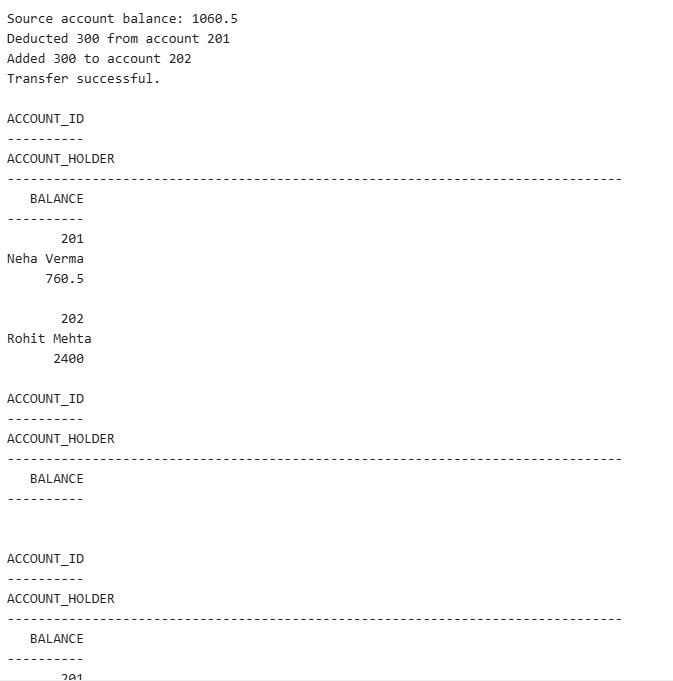 Source account balance: 1060.5
Deducted 300 from account 201
Added 300 to account 202
Transfer successful.
ACCOUNT_ID
----------
ACCOUNT_HOLDER
--------------------------------------------------------------------------------
BALANCE
----------
201
Neha Verma
760.5
202
Rohit Mehta
2400
ACCOUNT_ID
----------
ACCOUNT_HOLDER
--------------------------------------------------------------------------------
BALANCE
----------
ACCOUNT_ID
----------
ACCOUNT_HOLDER
--------------------------------------------------------------------------------
BALANCE
----------
201